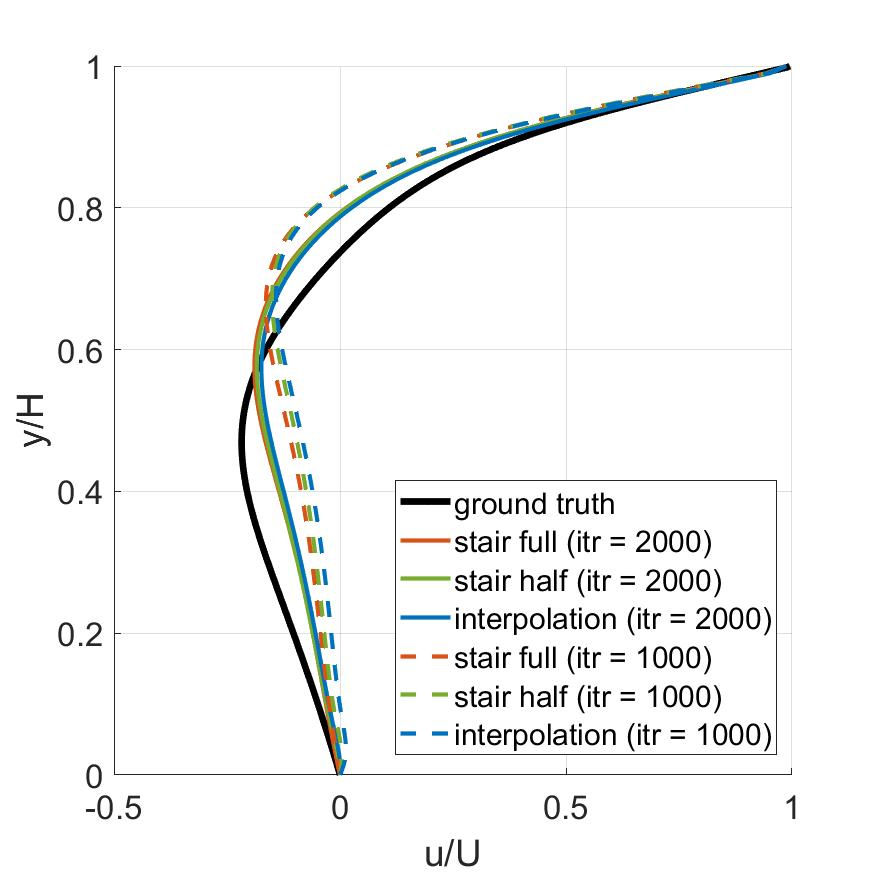 1
0.8
0.6
0.4
0.2
0
y/H
ground truth
stair full (itr = 2000)
stair half (itr = 2000)
interpolation (itr = 2000)
stair full (itr = 1000)
stair half (itr = 1000)
interpolation (itr = 1000)
-0.5 0 0.5 1
u/U